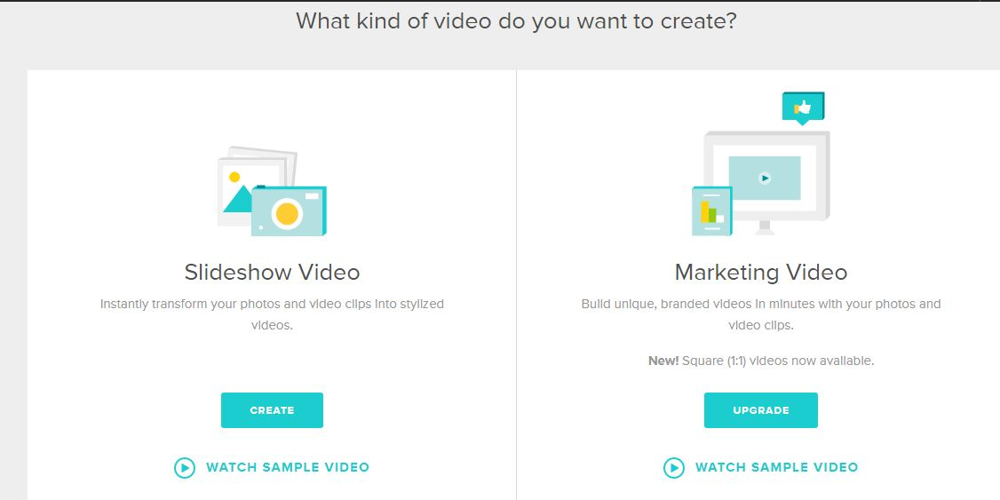 What kind of video do you want to create?
Slideshow Video
Instantly transform your photos and video clips into stylized
videos.
CREATE
WATCH SAMPLE VIDEO
Marketing Video
Build unique, branded videos in minutes with your photos and
video clips.
New! Square (1:1) videos now available.
UPGRADE
WATCH SAMPLE VIDEO